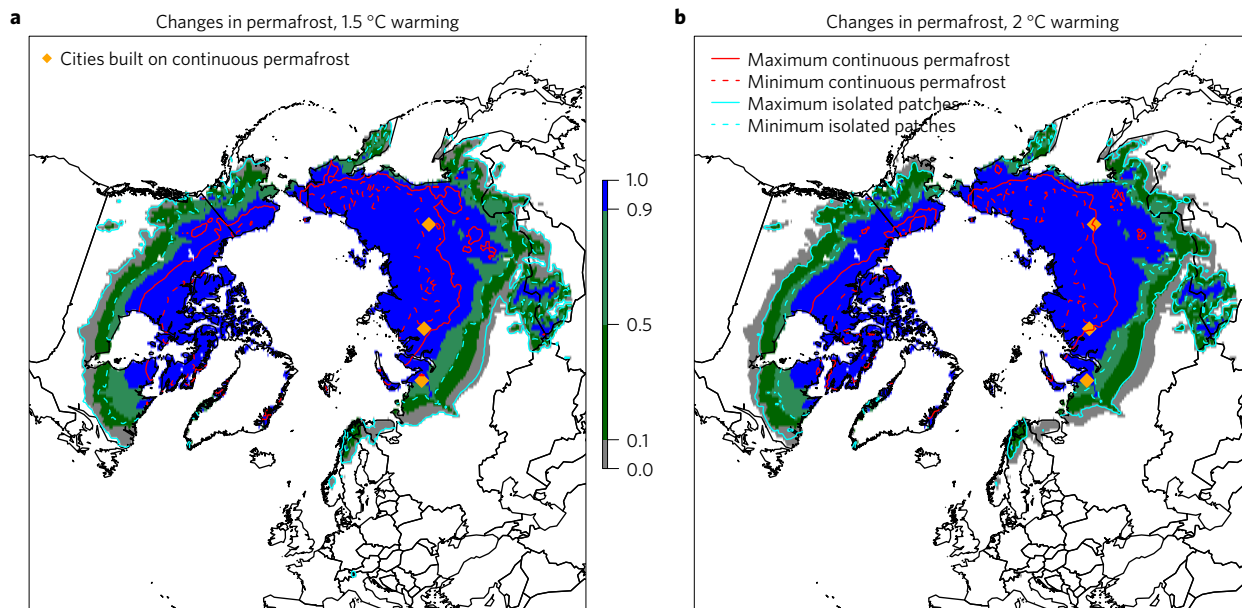 a
Changes in permafrost, 1.5 °C warming
Cities built on continuous permafrost
1.0
0.9
0.5
0.1
0.0
b
Changes in permafrost, 2 °C warming
Maximum continuous permafrost
Minimum continuous permafrost
Maximum isolated patches
Minimum isolated patches